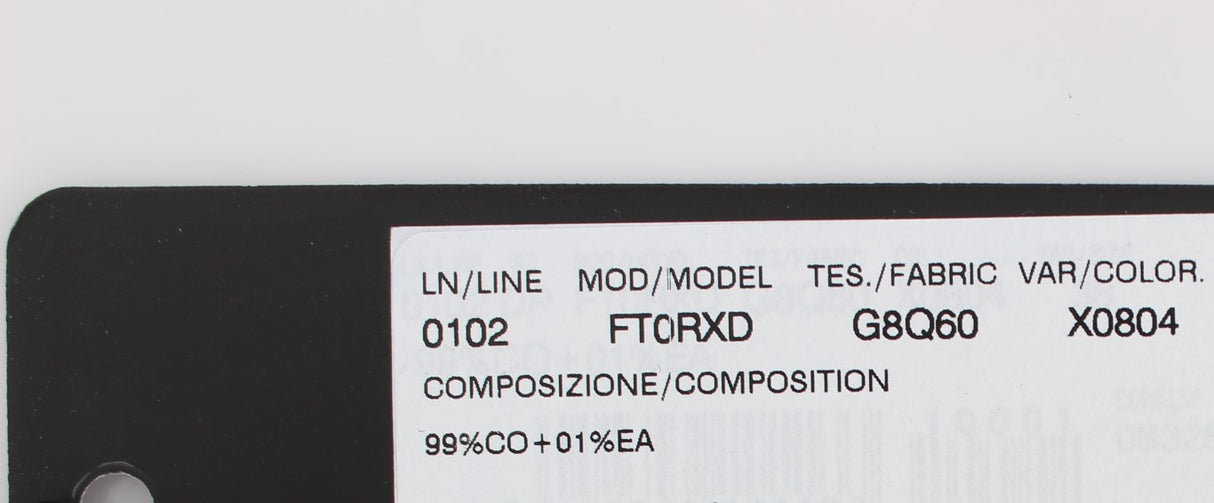 LN/LINE MOD/MODEL TES./FABRIC VAR/COLOR.
0102 FT0RXD G8Q60 X0804
COMPOSIZIONE/COMPOSITION
99%CO+01%EA